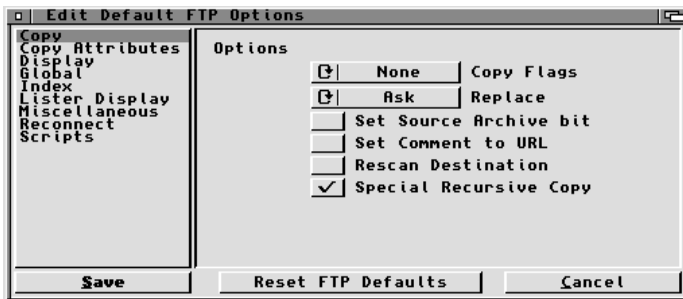 Edit Default FTP Options
Copy
Copy Attributes
Display
Global
Index
Lister Display
Miscellaneous
Reconnect
Scripts
Options
None Copy Flags
Ask Replace
Set Source Archive bit
Set Comment to URL
Rescan Destination
Special Recursive Copy
Save Reset FTP Defaults Cancel